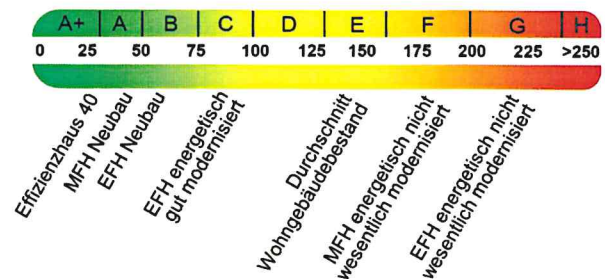 A+ A B C D E F G H
0 25 50 75 100 125 150 175 200 225 >250
Effizienzhaus 40
MFH Neubau
EFH Neubau
EFH energetisch
gut modernisiert
Durchschnitt
Wohngebäudebestand
MFH energetisch nicht
wesentlich modernisiert
EFH energetisch nicht
wesentlich modernisiert